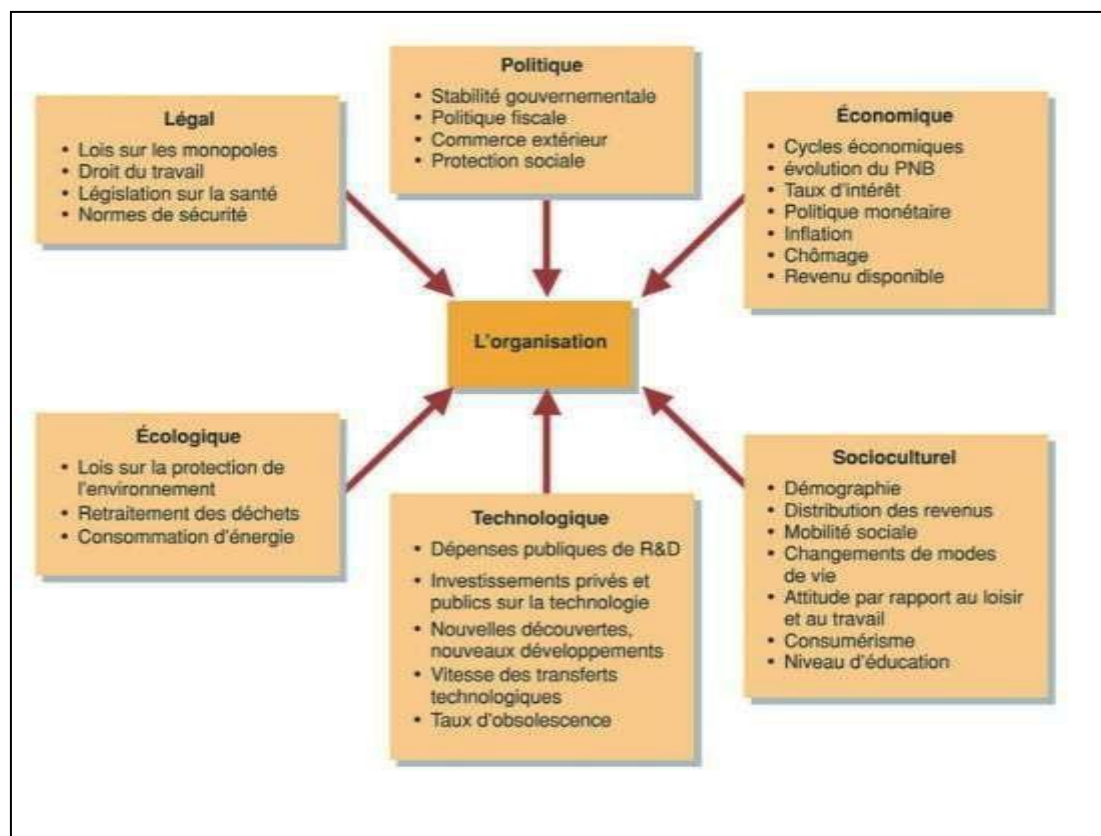 Politique
• Stabilité gouvernementale
• Politique fiscale
• Commerce extérieur
• Protection sociale
Légal
• Lois sur les monopoles
• Droit du travail
• Législation sur la santé
• Normes de sécurité
Économique
• Cycles économiques
• évolution du PNB
• Taux d'intérêt
• Politique monétaire
• Inflation
• Chômage
• Revenu disponible
L'organisation
Écologique
• Lois sur la protection de
l'environnement
• Retraitement des déchets
• Consommation d'énergie
Technologique
• Dépenses publiques de R&D
• Investissements privés et
publics sur la technologie
• Nouvelles découvertes,
nouveaux développements
• Vitesse des transferts
technologiques
• Taux d'obsolescence
Socioculturel
• Démographie
• Distribution des revenus
• Mobilité sociale
• Changements de modes
de vie
• Attitude par rapport au loisir
et au travail
• Consumérisme
• Niveau d'éducation